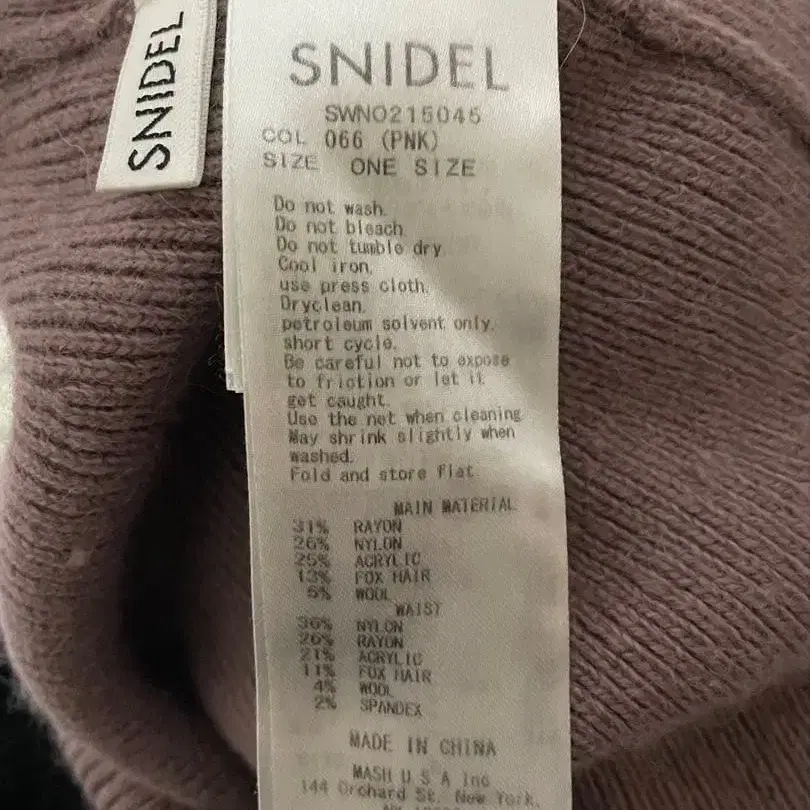 SNIDEL
SNIDEL
SWNO215045
COL 066 (PNK)
SIZE ONE SIZE
Do not wash.
Do not bleach.
Do not tumble dry.
Cool iron,
use press cloth.
Dryclean,
petroleum solvent only,
short cycle.
Be careful not to expose
to friction or let it
get caught.
Use the net when cleaning.
May shrink slightly when
washed.
Fold and store flat.
MAIN MATERIAL
31% RAYON
26% NYLON
25% ACRYLIC
13% FOX HAIR
5% WOOL
WAIST
36% NYLON
26% RAYON
21% ACRYLIC
11% FOX HAIR
4% WOOL
2% SPANDEX
MADE IN CHINA
MASH U S A Inc
144 Orchard St. New York,